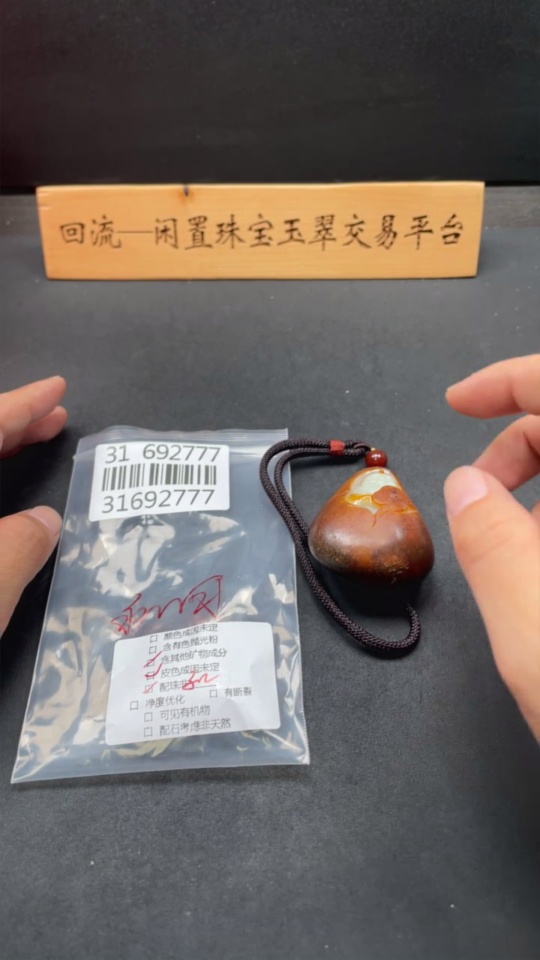 回流—闲置珠宝玉翠交易平台
31 692777
31692777
□ 颜色成因未定
□ 含有色抛光粉
□ 含其他矿物成分
□ 皮色成因未定
□ 配珠非
□ 净度优化 □ 有断裂
□ 可见有机物
□ 配石考虑非天然